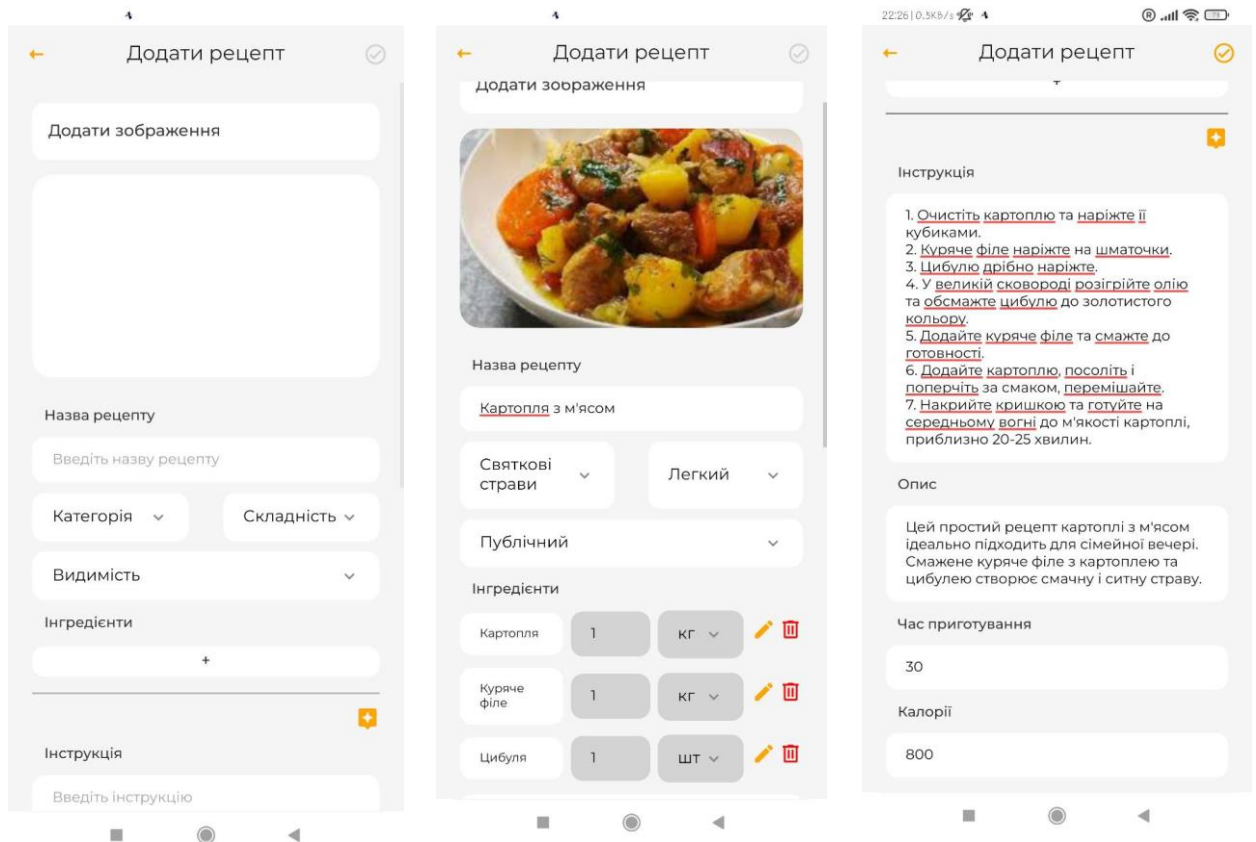 Додати рецепт
Додати зображення
Назва рецепту
Введіть назву рецепту
Категорія
Складність
Видимість
Інгредієнти
+
Інструкція
Введіть інструкцію
Додати рецепт
Додати зображення
Назва рецепту
Картопля з м'ясом
Святкові
страви
Легкий
Публічний
Інгредієнти
Картопля 1 кг
Куряче
філе
1 кг
Цибуля 1 шт
22:26 | 0.3KB/s
Додати рецепт
+
Інструкція
1. Очистіть картоплю та наріжте її
кубиками.
2. Куряче філе наріжте на шматочки.
3. Цибулю дрібно наріжте.
4. У великій сковороді розігрійте олію
та обсмажте цибулю до золотистого
кольору.
5. Додайте куряче філе та смажте до
готовності.
6. Додайте картоплю, посоліть і
поперчіть за смаком, перемішайте.
7. Накрийте кришкою та готуйте на
середньому вогні до м'якості картоплі,
приблизно 20-25 хвилин.
Опис
Цей простий рецепт картоплі з м'ясом
ідеально підходить для сімейної вечері.
Смажене куряче філе з картоплею та
цибулею створює смачну і ситну страву.
Час приготування
30
Калорії
800